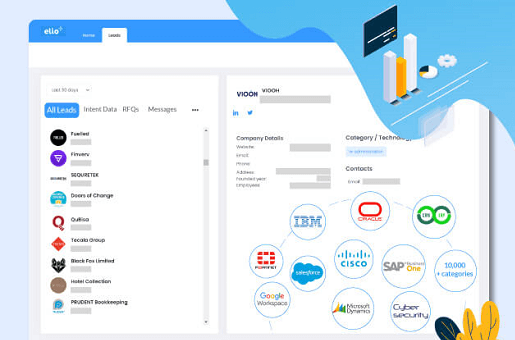 elio+
Home
Leads
Last 30 days
All Leads
Intent Data
RFQs
Messages
Fuelled
Finverv
SEQURETEK
Doors of Change
Qullsoa
Tecala Group
Black Fox Limited
Hotel Collection
PRUDENT Bookkeeping
VIOOH
VIOOH
Company Details
Website
Email
Phone
Address
Founded year
Employees
Category / Technology
Contacts
Email
IBM
ORACLE
FORTINET
salesforce
CISCO
SAP Business One
10,000
+ categories
Google
Workspace
Microsoft
Dynamics
Cyber
security